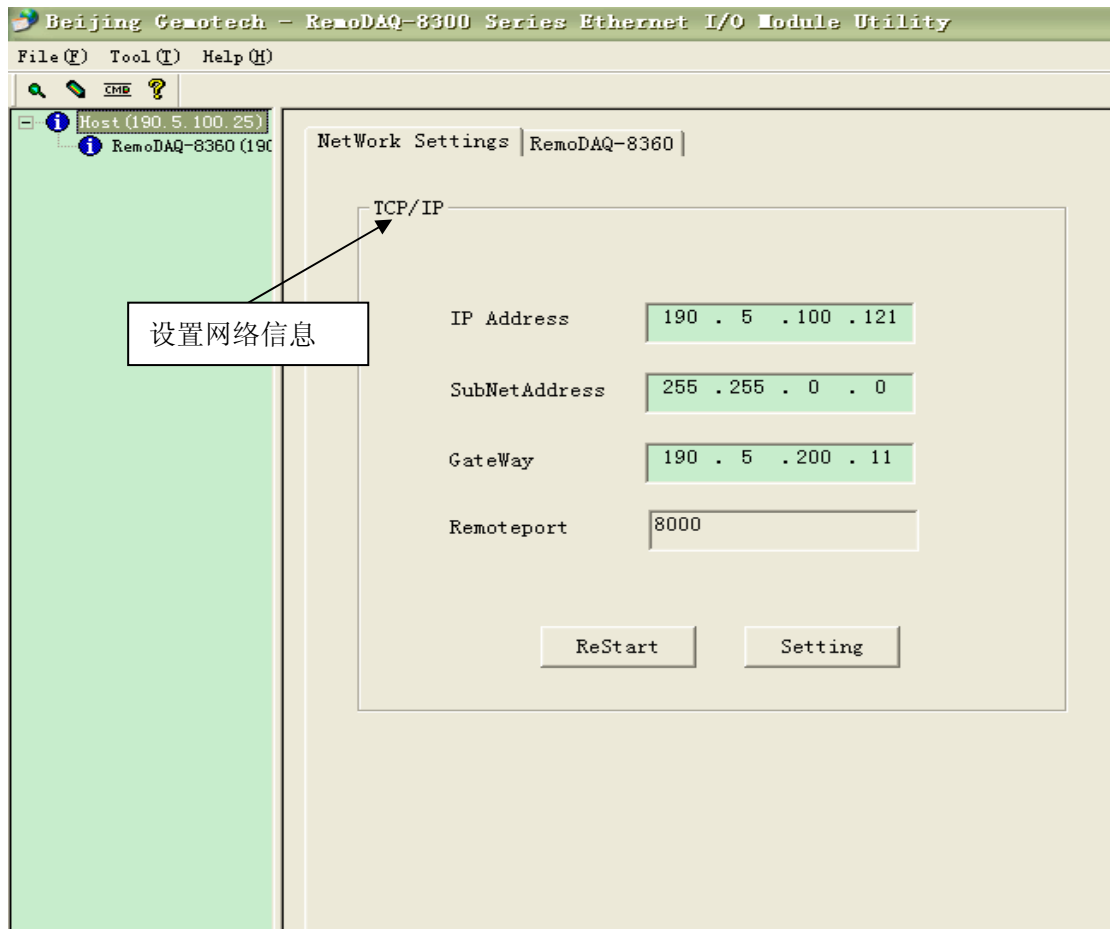 Beijing Gemotech - RemoDAQ-8300 Series Ethernet I/O Module Utility
File(F) Tool(T) Help(H)
CMD ?
Host(190.5.100.25)
RemoDAQ-8360(190
NetWork Settings RemoDAQ-8360
TCP/IP
设置网络信息
IP Address 190 . 5 .100 .121
SubNetAddress 255 .255 . 0 . 0
GateWay 190 . 5 .200 . 11
Remoteport 8000
ReStart Setting